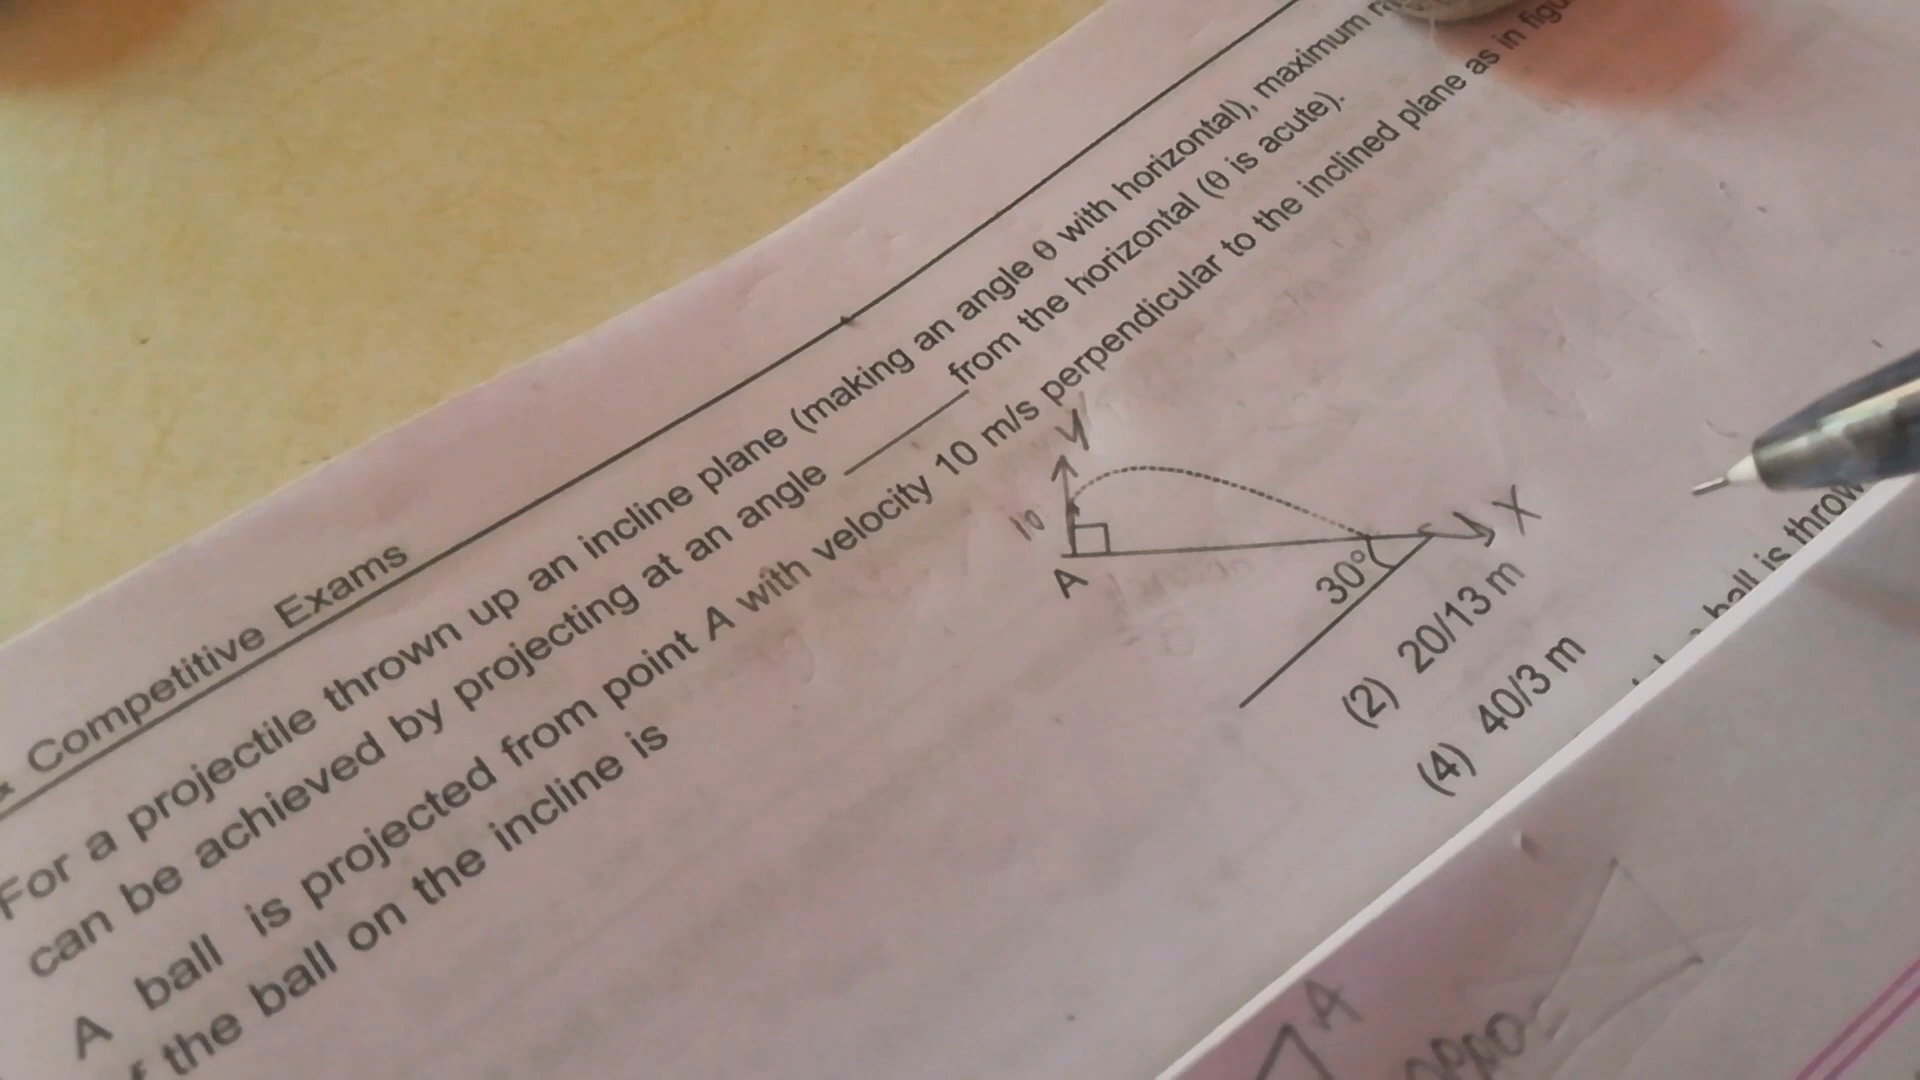 Competitive Exams
For a projectile thrown up an incline plane (making an angle θ with horizontal), maximum
can be achieved by projecting at an angle ______ from the horizontal (θ is acute).
A ball is projected from point A with velocity 10 m/s perpendicular to the inclined plane as in
the ball on the incline is
y
10
A
30°
X
(2) 20/13 m
(4) 40/3 m
ball is throw
A